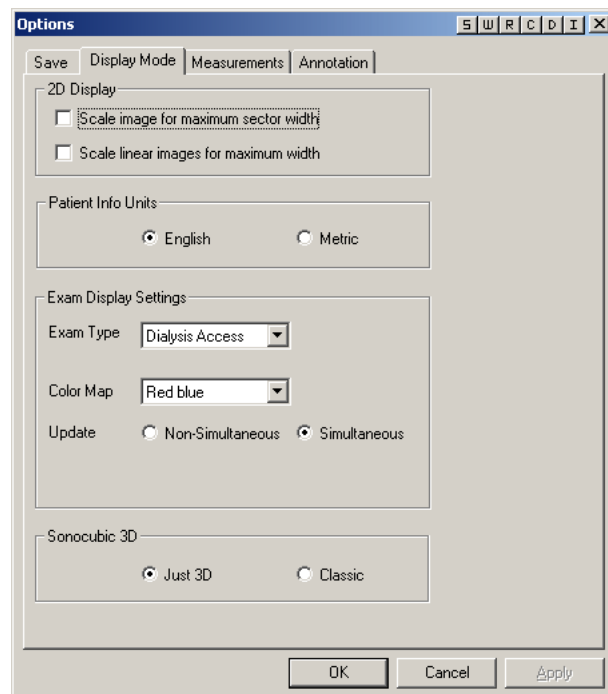 Options S W R C D I
Save Display Mode Measurements Annotation
2D Display
Scale image for maximum sector width
Scale linear images for maximum width
Patient Info Units
English Metric
Exam Display Settings
Exam Type Dialysis Access
Color Map Red blue
Update Non-Simultaneous Simultaneous
Sonocubic 3D
Just 3D Classic
OK Cancel Apply